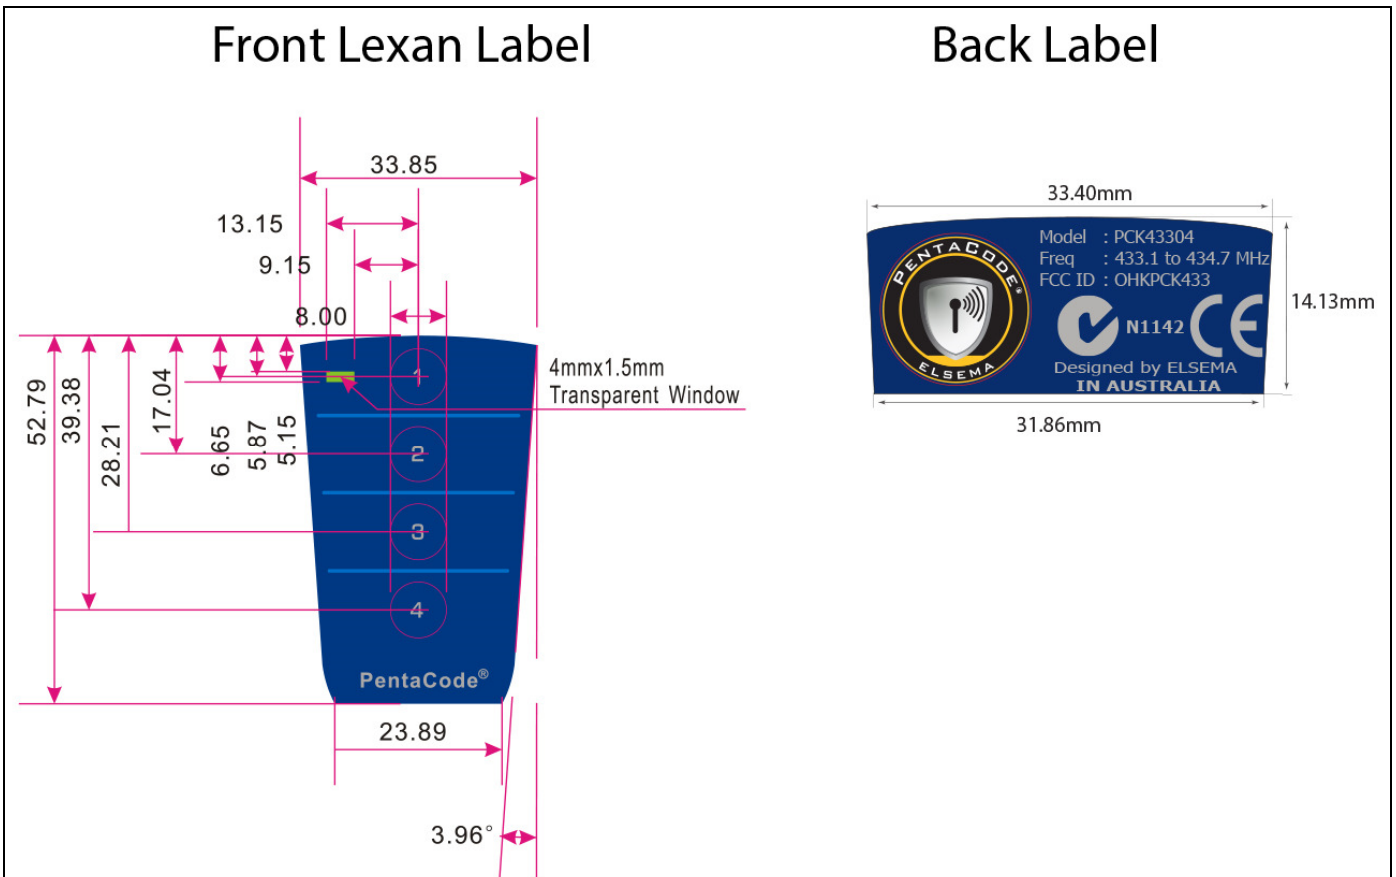 Front Lexan Label
Back Label
33.85
13.15
9.15
8.00
52.79
39.38
28.21
17.04
6.65
5.87
5.15
4mmx1.5mm
Transparent Window
1
2
3
4
PentaCode®
23.89
3.96°
33.40mm
PENTACODE®
ELSEMA
Model : PCK43304
Freq : 433.1 to 434.7 MHz
FCC ID : OHKPCK433
N1142 CE
Designed by ELSEMA
IN AUSTRALIA
14.13mm
31.86mm